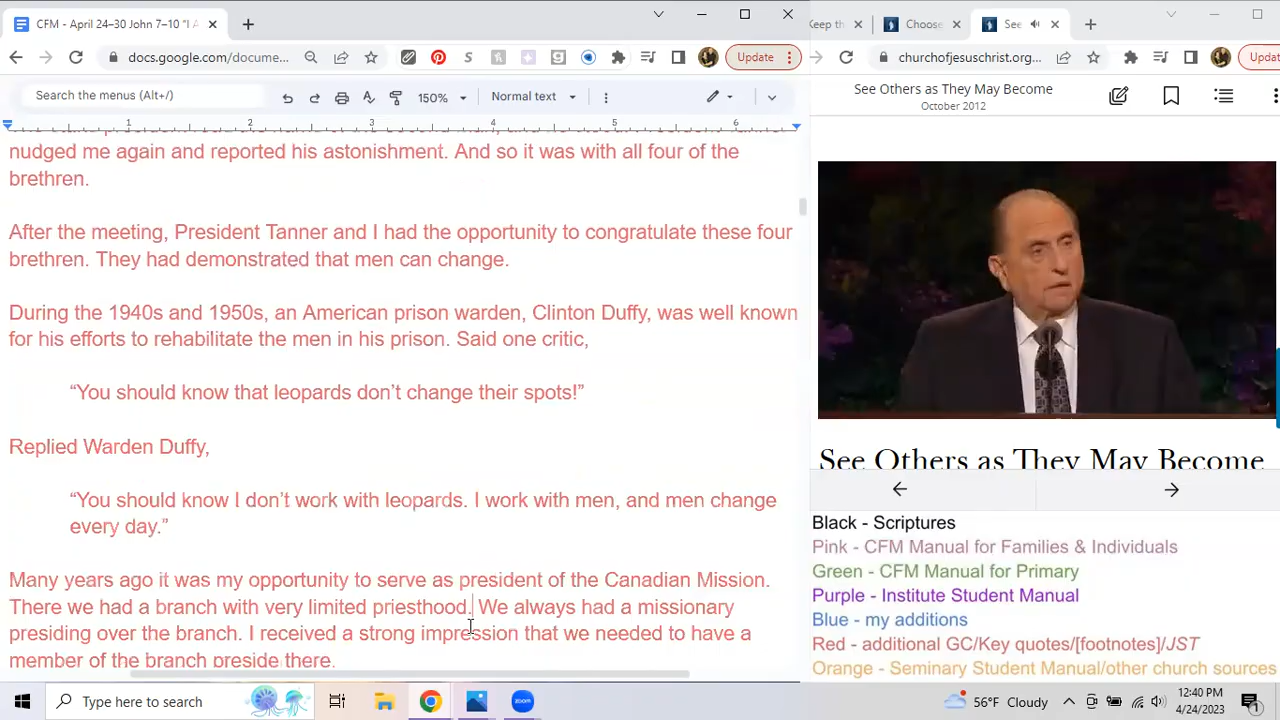 CFM - April 24–30 John 7–10 "I A
docs.google.com/docume...
Update
Search the menus (Alt+/)
150%
Normal text
1 2 3 4 5 6
nudged me again and reported his astonishment. And so it was with all four of the
brethren.
After the meeting, President Tanner and I had the opportunity to congratulate these four
brethren. They had demonstrated that men can change.
During the 1940s and 1950s, an American prison warden, Clinton Duffy, was well known
for his efforts to rehabilitate the men in his prison. Said one critic,
“You should know that leopards don’t change their spots!”
Replied Warden Duffy,
“You should know I don’t work with leopards. I work with men, and men change
every day.”
Many years ago it was my opportunity to serve as president of the Canadian Mission.
There we had a branch with very limited priesthood. We always had a missionary
presiding over the branch. I received a strong impression that we needed to have a
member of the branch preside there.
Keep th
Choose
See
churchofjesuschrist.org...
Updat
See Others as They May Become
October 2012
See Others as They May Become
Black - Scriptures
Pink - CFM Manual for Families & Individuals
Green - CFM Manual for Primary
Purple - Institute Student Manual
Blue - my additions
Red - additional GC/Key quotes/[footnotes]/JST
Orange - Seminary Student Manual/other church sources
Type here to search
56°F Cloudy
12:40 PM
4/24/2023
1